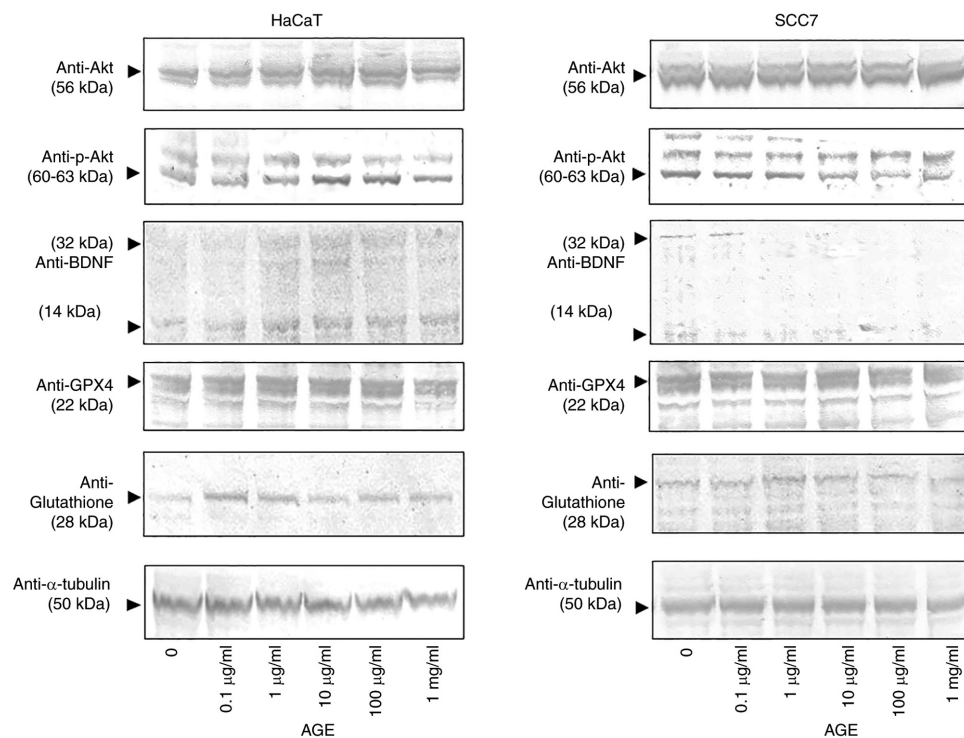 HaCaT
Anti-Akt
(56 kDa)
Anti-p-Akt
(60-63 kDa)
(32 kDa)
Anti-BDNF
(14 kDa)
Anti-GPX4
(22 kDa)
Anti-
Glutathione
(28 kDa)
Anti-α-tubulin
(50 kDa)
0
0.1 μg/ml
1 μg/ml
10 μg/ml
100 μg/ml
1 mg/ml
AGE
SCC7
Anti-Akt
(56 kDa)
Anti-p-Akt
(60-63 kDa)
(32 kDa)
Anti-BDNF
(14 kDa)
Anti-GPX4
(22 kDa)
Anti-
Glutathione
(28 kDa)
Anti-α-tubulin
(50 kDa)
0
0.1 μg/ml
1 μg/ml
10 μg/ml
100 μg/ml
1 mg/ml
AGE